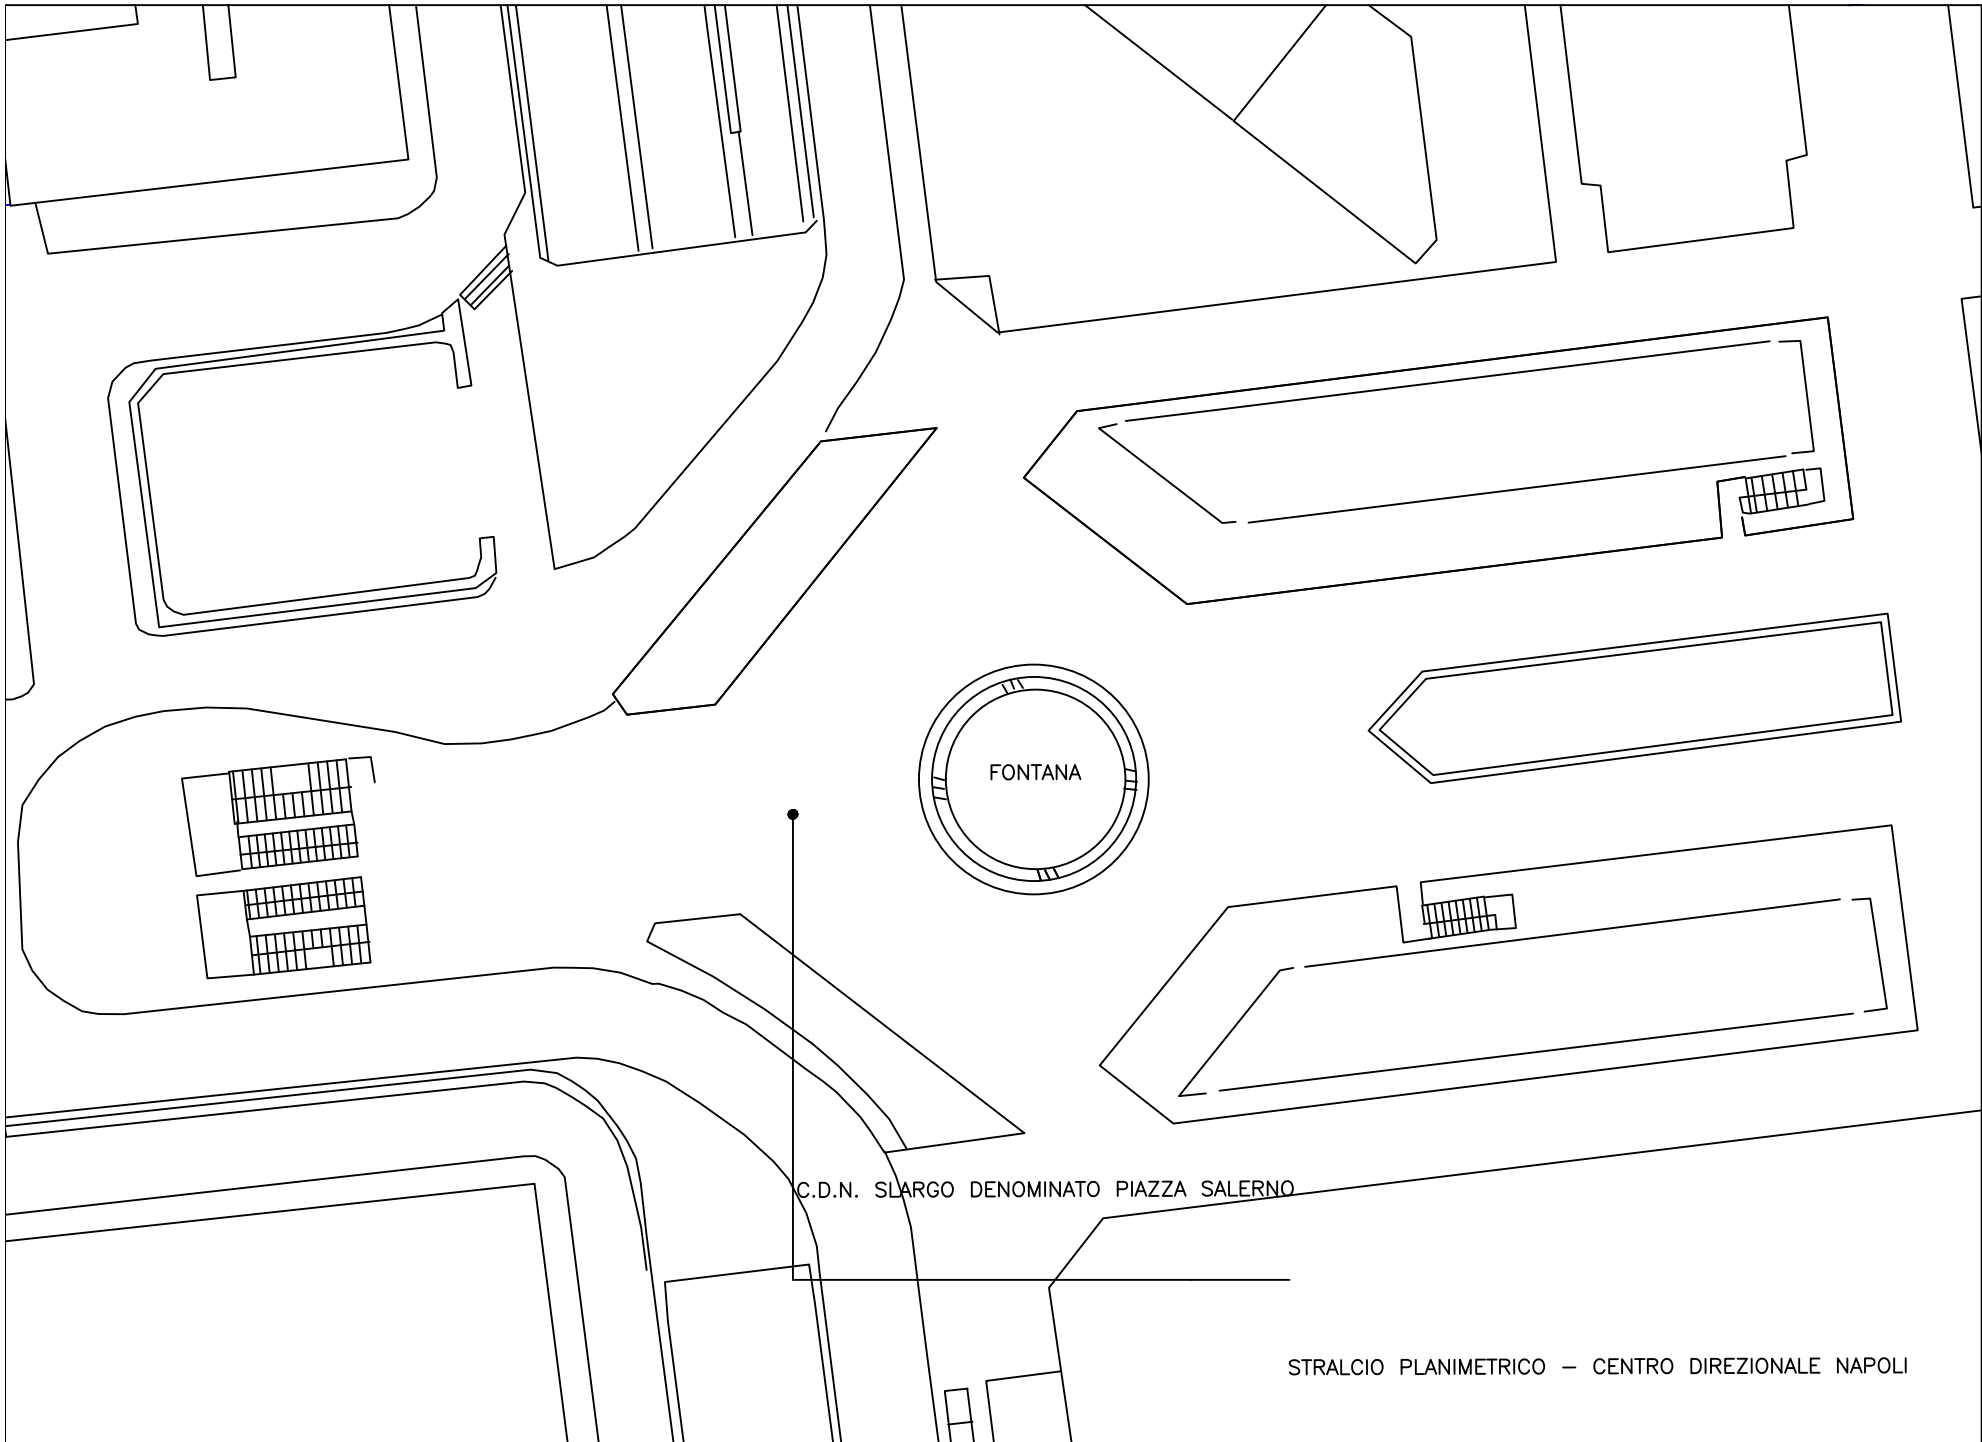 FONTANA
C.D.N. SLARGO DENOMINATO PIAZZA SALERNO
STRALCIO PLANIMETRICO – CENTRO DIREZIONALE NAPOLI